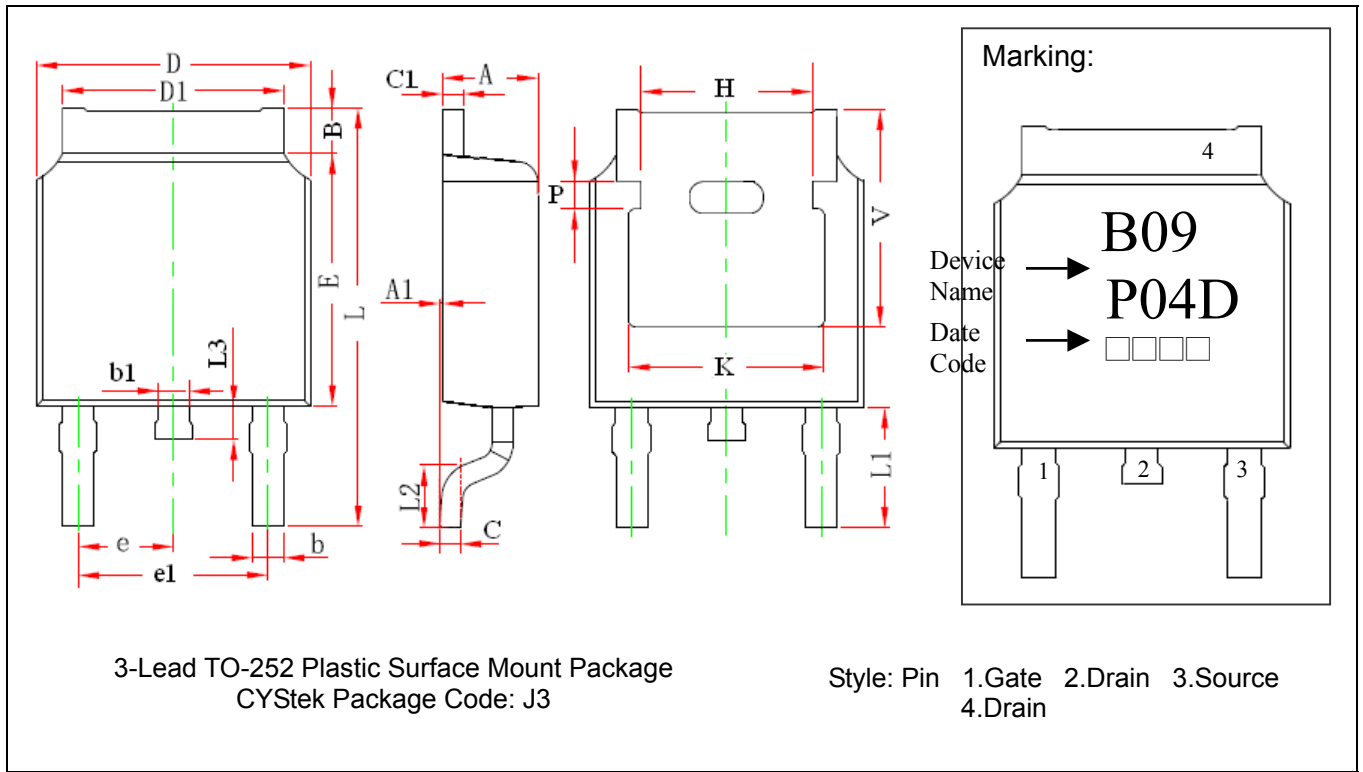 D
D1
B
E
L
L3
b1
e
e1
b
C1
A
A1
L2
C
H
P
V
K
L1
Marking:
4
B09
P04D
Device
Name
Date
Code
□□□□
1
2
3
3-Lead TO-252 Plastic Surface Mount Package
CYStek Package Code: J3
Style: Pin 1.Gate 2.Drain 3.Source
4.Drain